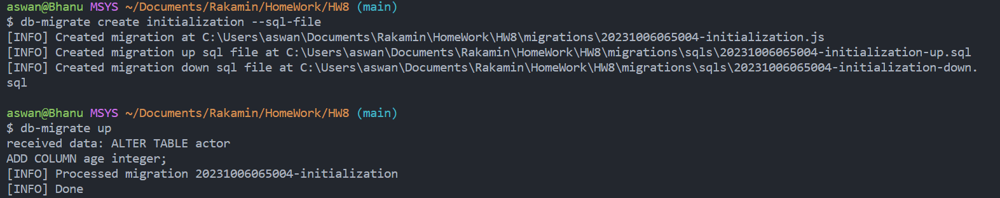 aswan@Bhanu MSYS ~/Documents/Rakamin/HomeWork/HW8 (main)
$ db-migrate create initialization --sql-file
[INFO] Created migration at C:\Users\aswan\Documents\Rakamin\HomeWork\HW8\migrations\20231006065004-initialization.js
[INFO] Created migration up sql file at C:\Users\aswan\Documents\Rakamin\HomeWork\HW8\migrations\sqls\20231006065004-initialization-up.sql
[INFO] Created migration down sql file at C:\Users\aswan\Documents\Rakamin\HomeWork\HW8\migrations\sqls\20231006065004-initialization-down.
sql
aswan@Bhanu MSYS ~/Documents/Rakamin/HomeWork/HW8 (main)
$ db-migrate up
received data: ALTER TABLE actor
ADD COLUMN age integer;
[INFO] Processed migration 20231006065004-initialization
[INFO] Done